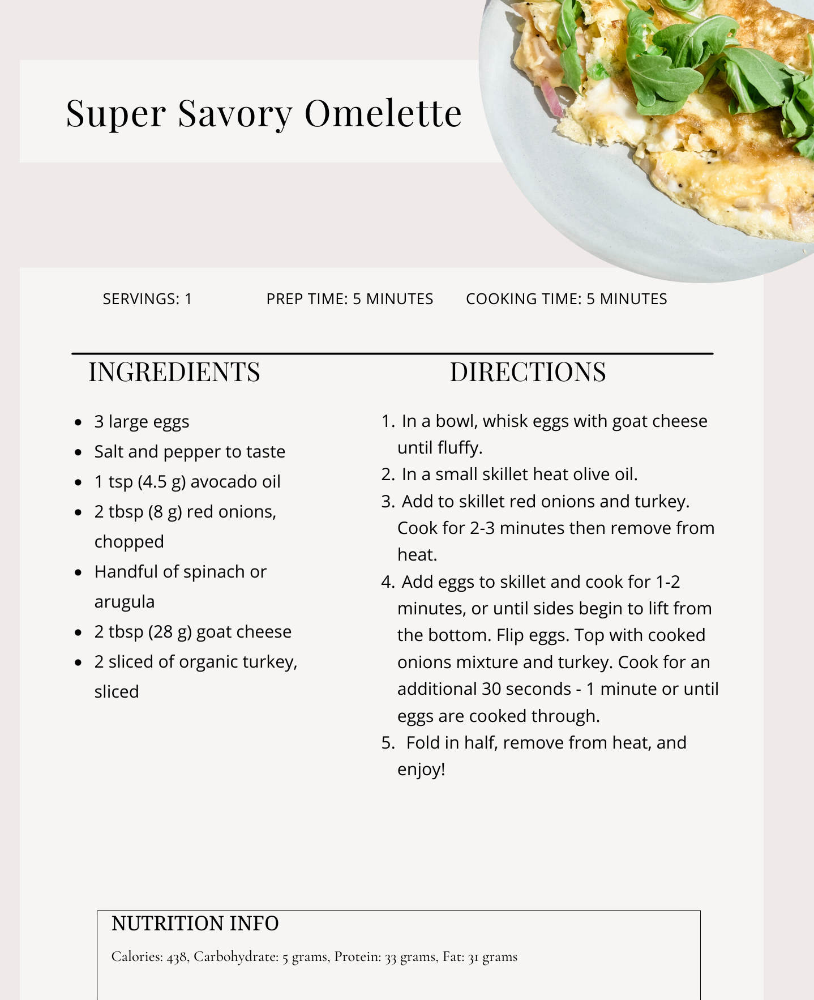 Super Savory Omelette
SERVINGS: 1
PREP TIME: 5 MINUTES
COOKING TIME: 5 MINUTES
INGREDIENTS
• 3 large eggs
• Salt and pepper to taste
• 1 tsp (4.5 g) avocado oil
• 2 tbsp (8 g) red onions,
chopped
• Handful of spinach or
arugula
• 2 tbsp (28 g) goat cheese
• 2 sliced of organic turkey,
sliced
DIRECTIONS
1. In a bowl, whisk eggs with goat cheese
until fluffy.
2. In a small skillet heat olive oil.
3. Add to skillet red onions and turkey.
Cook for 2-3 minutes then remove from
heat.
4. Add eggs to skillet and cook for 1-2
minutes, or until sides begin to lift from
the bottom. Flip eggs. Top with cooked
onions mixture and turkey. Cook for an
additional 30 seconds - 1 minute or until
eggs are cooked through.
5. Fold in half, remove from heat, and
enjoy!
NUTRITION INFO
Calories: 438, Carbohydrate: 5 grams, Protein: 33 grams, Fat: 31 grams